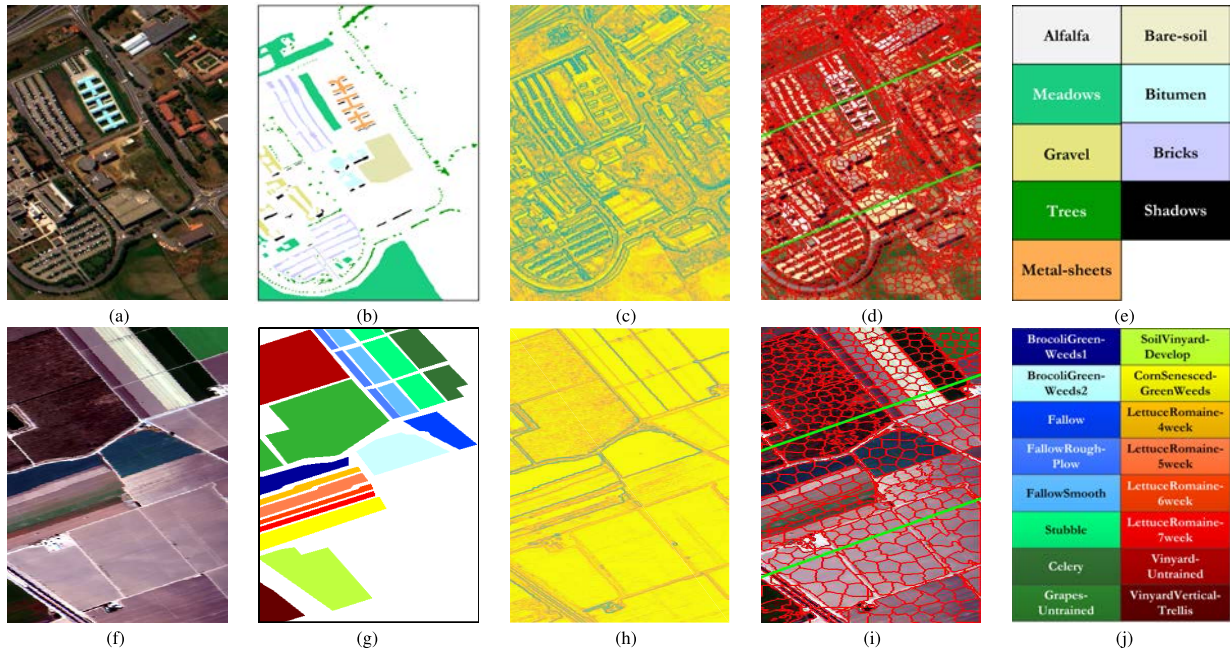 Alfalfa
Bare-soil
Meadows
Bitumen
Gravel
Bricks
Trees
Shadows
Metal-sheets
(a)
(b)
(c)
(d)
(e)
BrocoliGreen-
Weeds1
SoilVinyard-
Develop
BrocoliGreen-
Weeds2
CornSenesced-
GreenWeeds
Fallow
LettuceRomaine-
4week
FallowRough-
Plow
LettuceRomaine-
5week
FallowSmooth
LettuceRomaine-
6week
Stubble
LettuceRomaine-
7week
Celery
Vinyard-
Untrained
Grapes-
Untrained
VinyardVertical-
Trellis
(f)
(g)
(h)
(i)
(j)